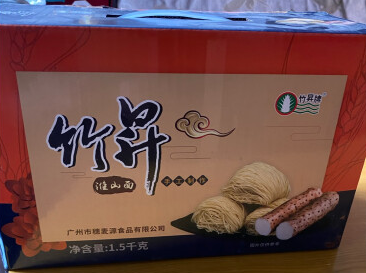 竹昇牌
竹昇
淮山面
手工制作
广州市穗麦源食品有限公司
净含量:1.5千克